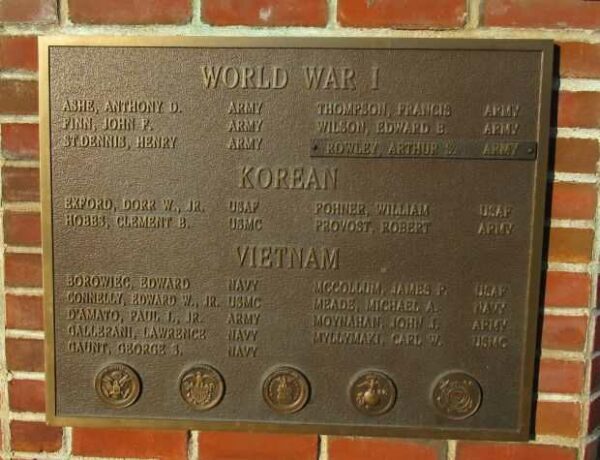 WORLD WAR I
ASHE, ANTHONY D. ARMY THOMPSON, FRANCIS ARMY
FINN, JOHN F. ARMY WILSON, EDWARD B. ARMY
ST.DENNIS, HENRY ARMY ROWLEY, ARTHUR E. ARMY
KOREAN
EXFORD, DORR W., JR. USAF POHNER, WILLIAM USAF
HOBBS, CLEMENT B. USMC PROVOST, ROBERT ARMY
VIETNAM
BOROWIEC, EDWARD NAVY MCCOLLUM, JAMES P. USAF
CONNELLY, EDWARD W., JR. USMC MEADE, MICHAEL A. NAVY
D'AMATO, PAUL L., JR. ARMY MOYNAHAN, JOHN J. ARMY
GALLERANI, LAWRENCE NAVY MYLLYMAKI, CARL W. USMC
GAUNT, GEORGE J. NAVY